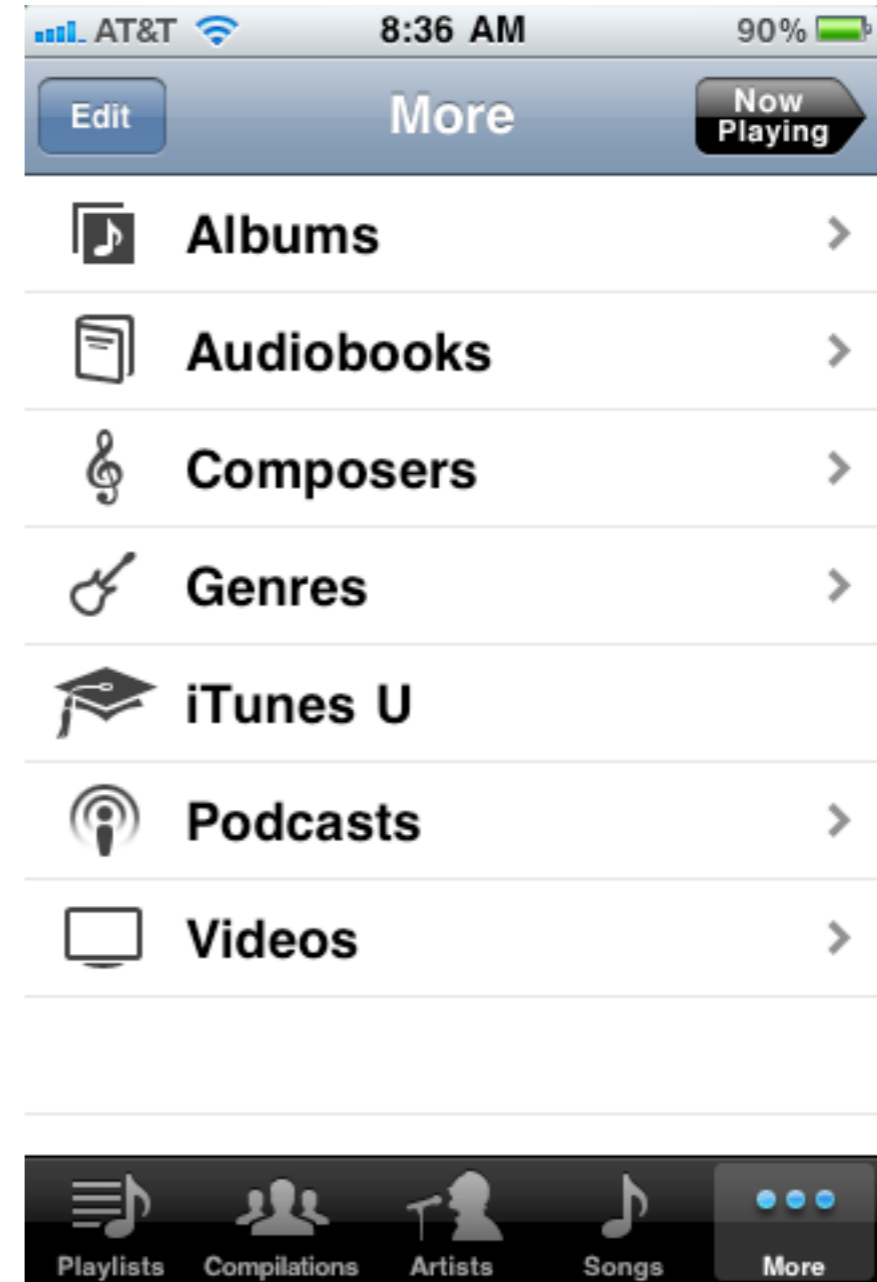 AT&T 8:36 AM 90%
Edit More Now Playing
Albums
Audiobooks
Composers
Genres
iTunes U
Podcasts
Videos
Playlists Compilations Artists Songs More